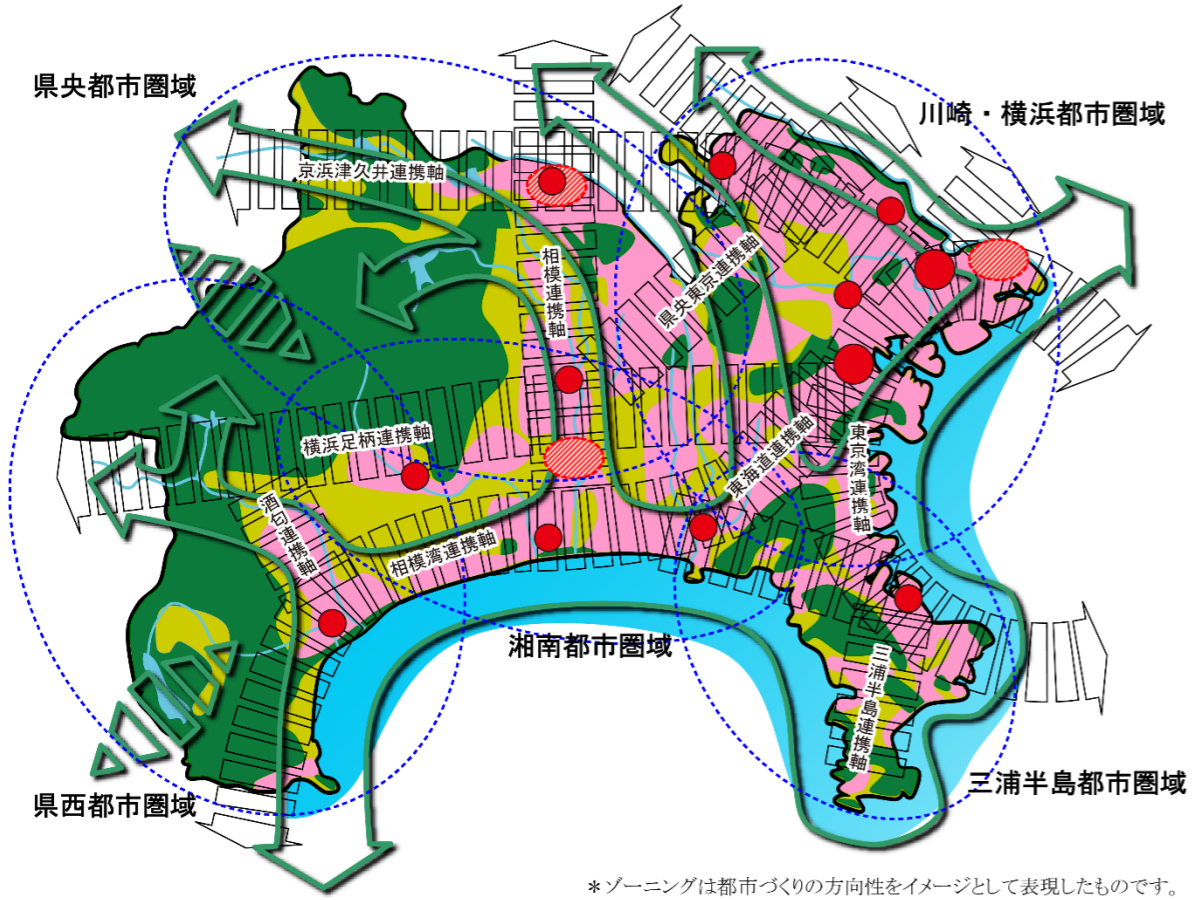 県央都市圏域
川崎・横浜都市圏域
京浜津久井連携軸
相模連携軸
県央東京連携軸
横浜足柄連携軸
東海道連携軸
東京湾連携軸
酒匂連携軸
相模湾連携軸
湘南都市圏域
三浦半島連携軸
県西都市圏域
三浦半島都市圏域
*ゾーニングは都市づくりの方向性をイメージとして表現したものです。